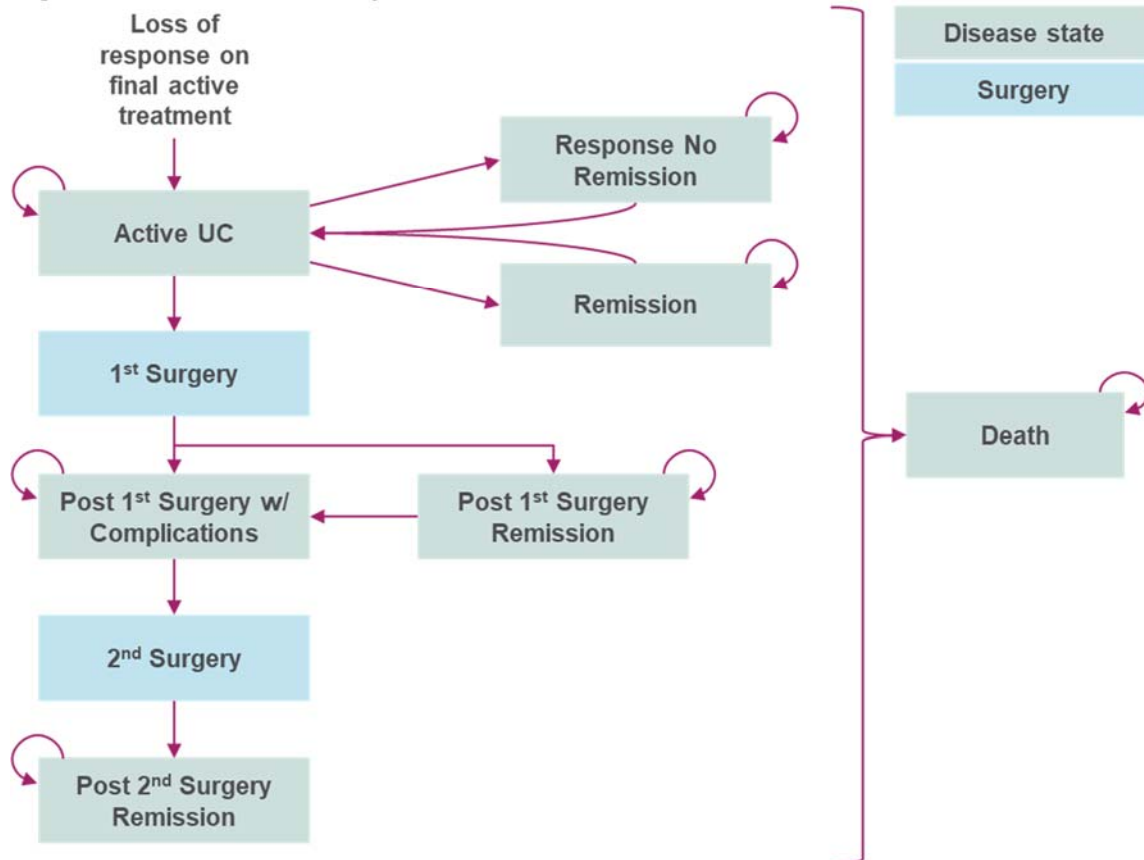 Loss of
response on
final active
treatment
Disease state
Surgery
Response No
Remission
Active UC
Remission
1st Surgery
Death
Post 1st Surgery w/
Complications
Post 1st Surgery
Remission
2nd Surgery
Post 2nd Surgery
Remission